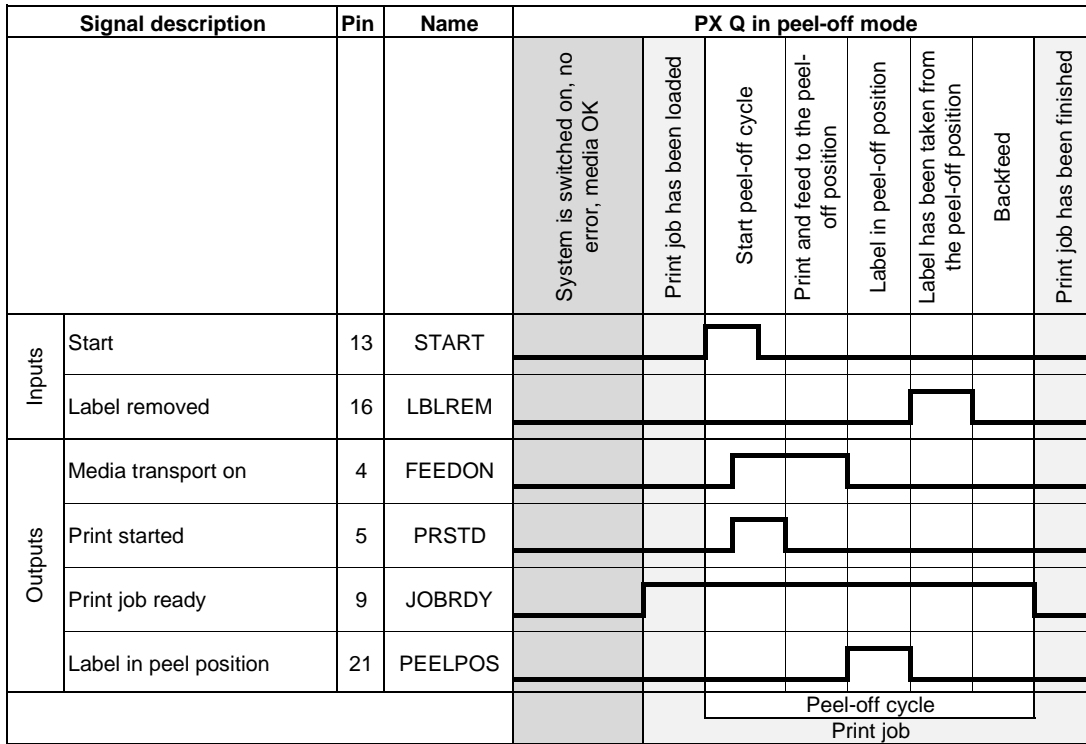 Signal description Pin Name PX Q in peel-off mode
System is switched on, no
error, media OK
Print job has been loaded
Start peel-off cycle
Print and feed to the peel-
off position
Label in peel-off position
Label has been taken from
the peel-off position
Backfeed
Print job has been finished
Inputs
Start 13 START
Label removed 16 LBLREM
Outputs
Media transport on 4 FEEDON
Print started 5 PRSTD
Print job ready 9 JOBRDY
Label in peel position 21 PEELPOS
Peel-off cycle
Print job